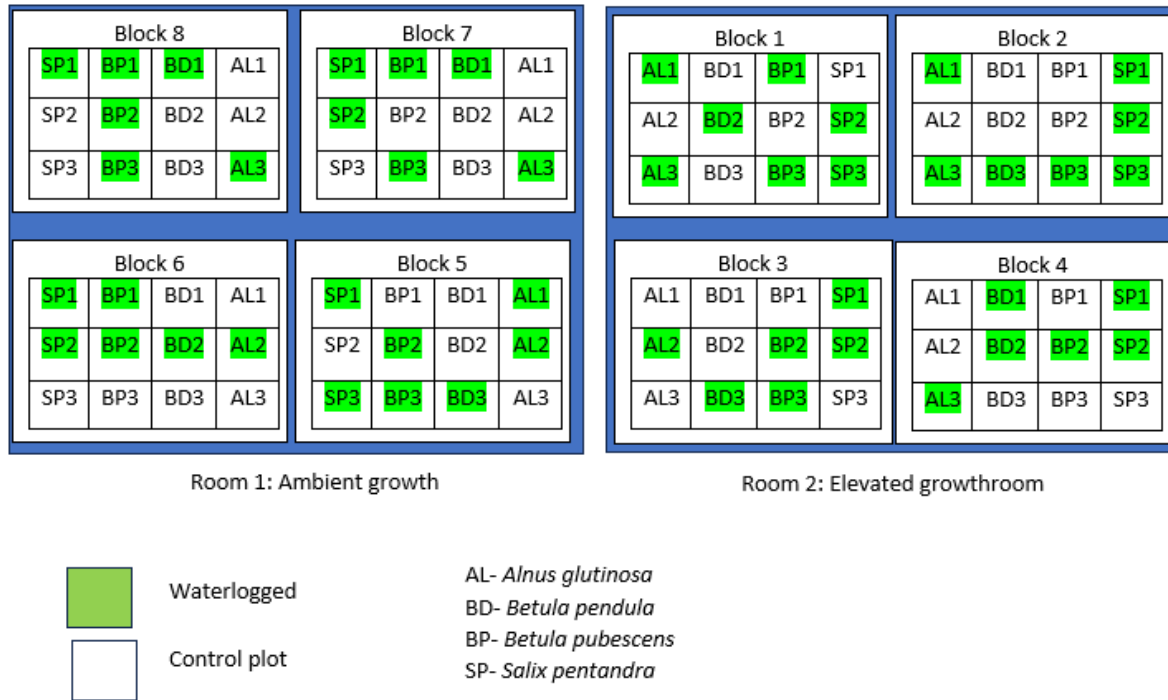 Block 8
SP1 BP1 BD1 AL1
SP2 BP2 BD2 AL2
SP3 BP3 BD3 AL3
Block 7
SP1 BP1 BD1 AL1
SP2 BP2 BD2 AL2
SP3 BP3 BD3 AL3
Block 6
SP1 BP1 BD1 AL1
SP2 BP2 BD2 AL2
SP3 BP3 BD3 AL3
Block 5
SP1 BP1 BD1 AL1
SP2 BP2 BD2 AL2
SP3 BP3 BD3 AL3
Room 1: Ambient growth
Block 1
AL1 BD1 BP1 SP1
AL2 BD2 BP2 SP2
AL3 BD3 BP3 SP3
Block 2
AL1 BD1 BP1 SP1
AL2 BD2 BP2 SP2
AL3 BD3 BP3 SP3
Block 3
AL1 BD1 BP1 SP1
AL2 BD2 BP2 SP2
AL3 BD3 BP3 SP3
Block 4
AL1 BD1 BP1 SP1
AL2 BD2 BP2 SP2
AL3 BD3 BP3 SP3
Room 2: Elevated growthroom
Waterlogged
Control plot
AL- Alnus glutinosa
BD- Betula pendula
BP- Betula pubescens
SP- Salix pentandra